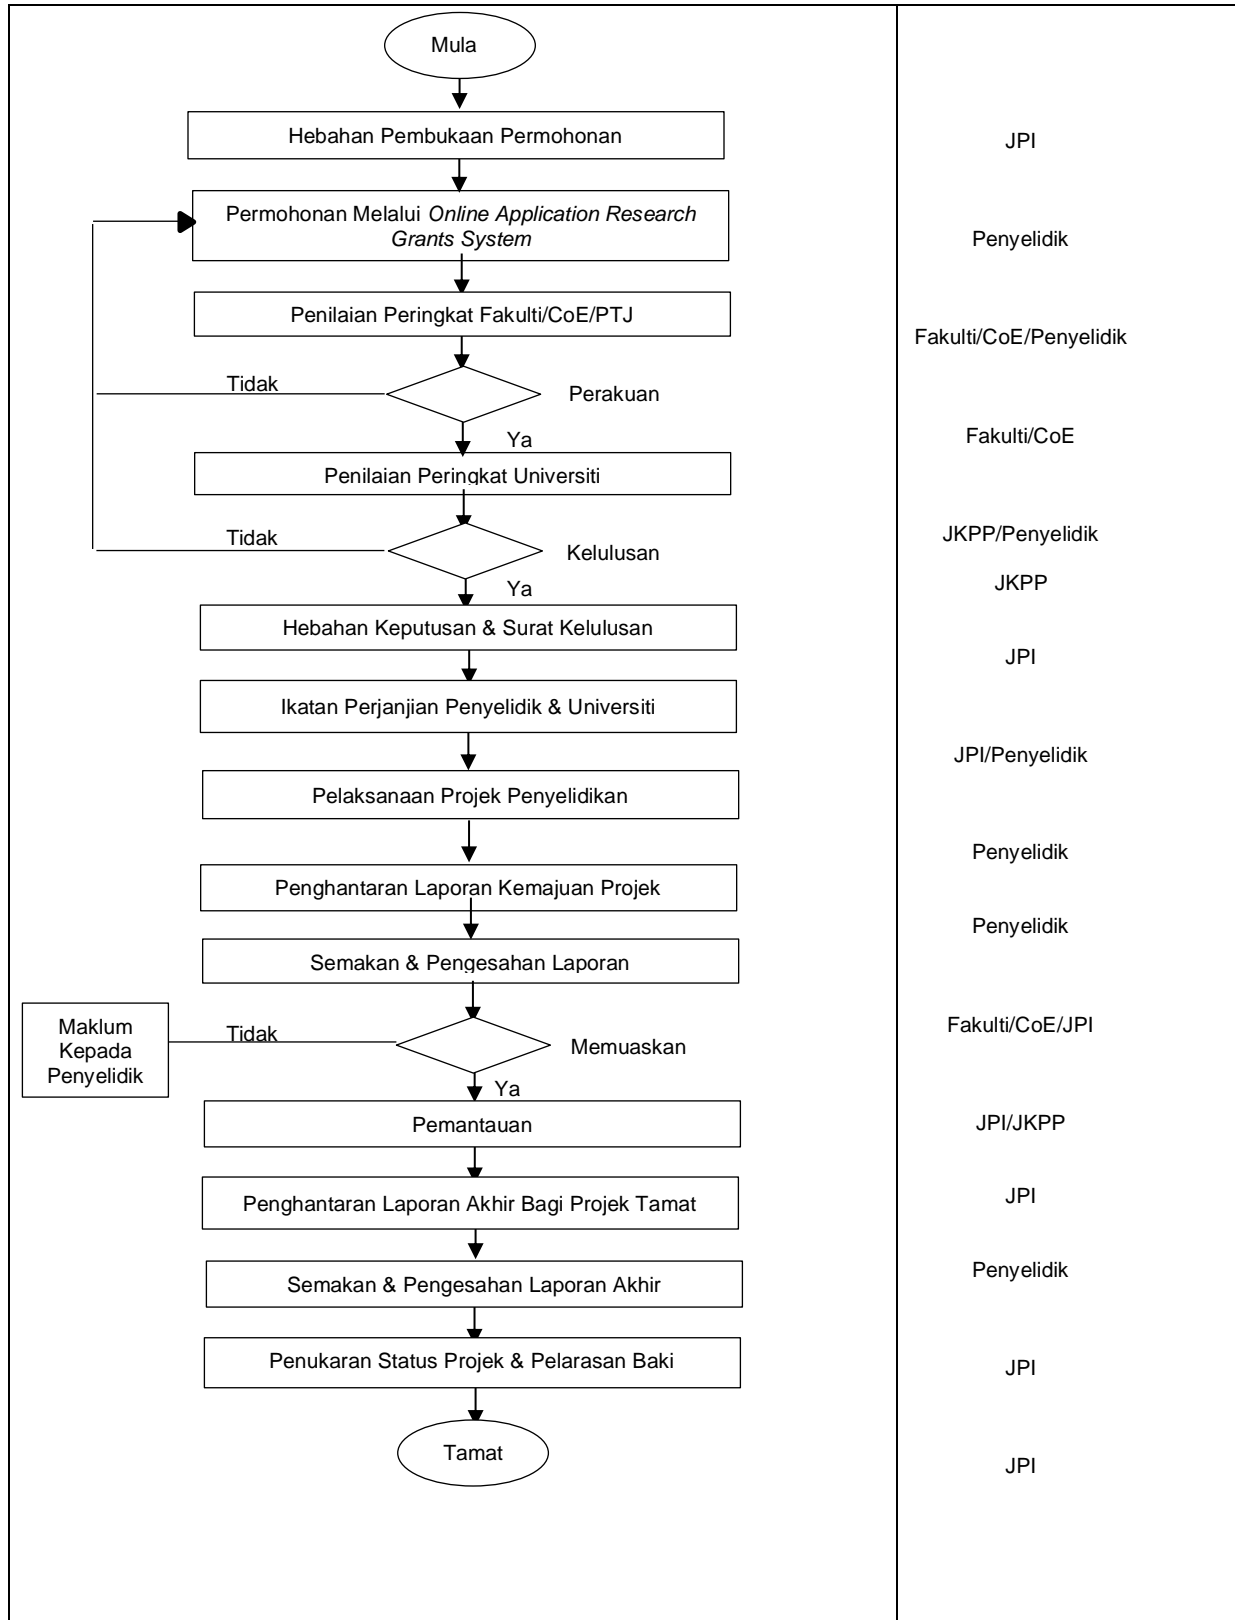 Mula
Hebahan Pembukaan Permohonan
JPI
Permohonan Melalui Online Application Research
Grants System
Penyelidik
Penilaian Peringkat Fakulti/CoE/PTJ
Fakulti/CoE/Penyelidik
Tidak
Perakuan
Ya
Fakulti/CoE
Penilaian Peringkat Universiti
Tidak
Kelulusan
JKPP/Penyelidik
Ya
JKPP
Hebahan Keputusan & Surat Kelulusan
JPI
Ikatan Perjanjian Penyelidik & Universiti
JPI/Penyelidik
Pelaksanaan Projek Penyelidikan
Penyelidik
Penghantaran Laporan Kemajuan Projek
Penyelidik
Semakan & Pengesahan Laporan
Maklum
Kepada
Penyelidik
Tidak
Memuaskan
Fakulti/CoE/JPI
Ya
Pemantauan
JPI/JKPP
Penghantaran Laporan Akhir Bagi Projek Tamat
JPI
Semakan & Pengesahan Laporan Akhir
Penyelidik
Penukaran Status Projek & Pelarasan Baki
JPI
Tamat
JPI